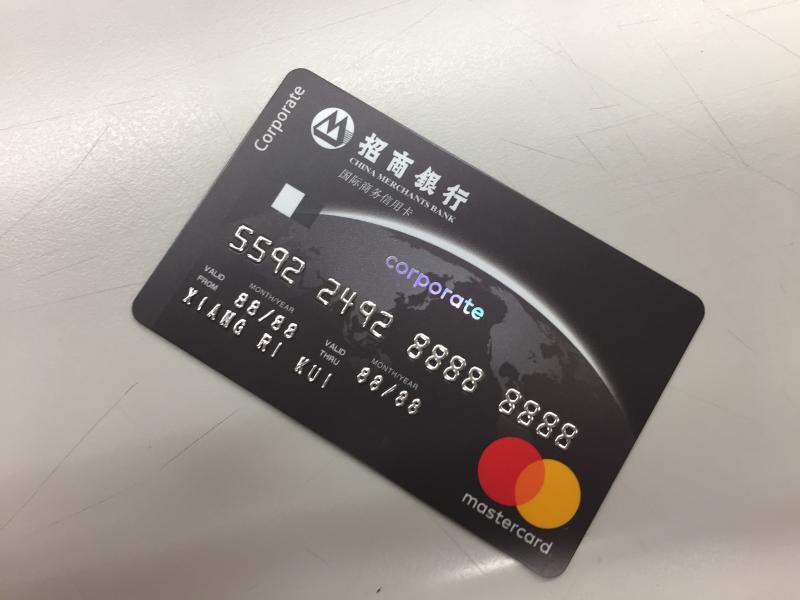 Corporate
招商銀行
CHINA MERCHANTS BANK
国际商务信用卡
corporate
5592 2492 8888 8888
VALID FROM
MONTH/YEAR
88/88
VALID THRU
MONTH/YEAR
88/88
XIANG RI KUI
mastercard